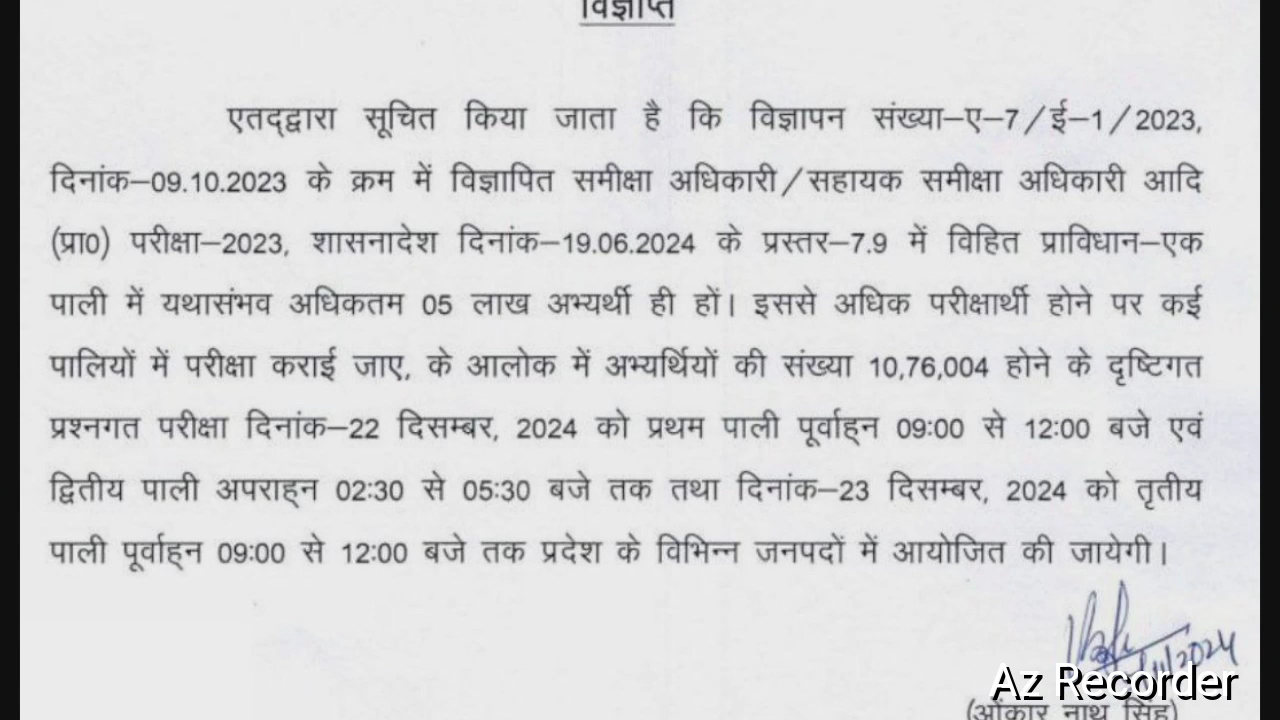 विज्ञप्ति
एतद्द्वारा सूचित किया जाता है कि विज्ञापन संख्या–ए–7/ई–1/2023,
दिनांक–09.10.2023 के क्रम में विज्ञापित समीक्षा अधिकारी/सहायक समीक्षा अधिकारी आदि
(प्रा0) परीक्षा–2023, शासनादेश दिनांक–19.06.2024 के प्रस्तर–7.9 में विहित प्राविधान–एक
पाली में यथासंभव अधिकतम 05 लाख अभ्यर्थी ही हों। इससे अधिक परीक्षार्थी होने पर कई
पालियों में परीक्षा कराई जाए, के आलोक में अभ्यर्थियों की संख्या 10,76,004 होने के दृष्टिगत
प्रश्नगत परीक्षा दिनांक–22 दिसम्बर, 2024 को प्रथम पाली पूर्वाह्न 09:00 से 12:00 बजे एवं
द्वितीय पाली अपराह्न 02:30 से 05:30 बजे तक तथा दिनांक–23 दिसम्बर, 2024 को तृतीय
पाली पूर्वाह्न 09:00 से 12:00 बजे तक प्रदेश के विभिन्न जनपदों में आयोजित की जायेगी।
Az Recorder
(ओंकार नाथ सिंह)